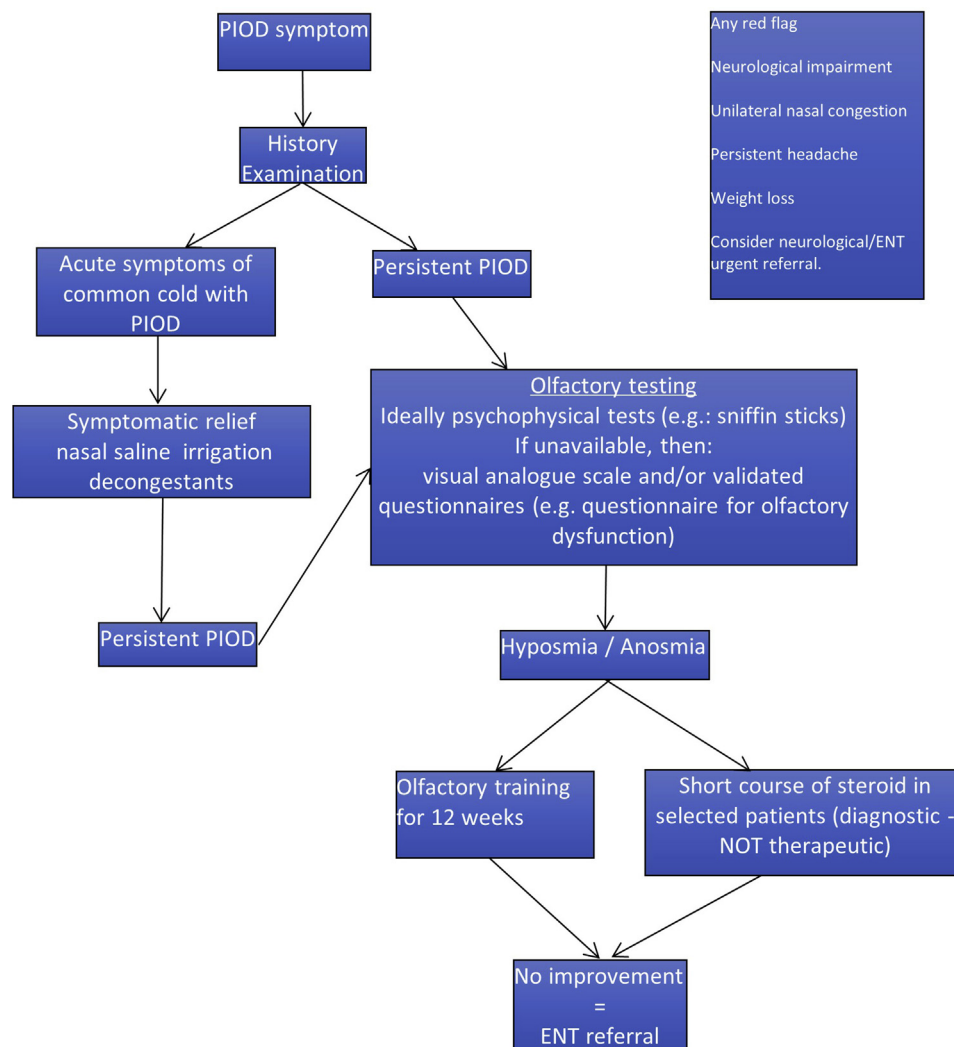 PIOD symptom
History
Examination
Acute symptoms of
common cold with
PIOD
Persistent PIOD
Symptomatic relief
nasal saline irrigation
decongestants
Persistent PIOD
Olfactory testing
Ideally psychophysical tests (e.g.: sniffin sticks)
If unavailable, then:
visual analogue scale and/or validated
questionnaires (e.g. questionnaire for olfactory
dysfunction)
Hyposmia / Anosmia
Olfactory training
for 12 weeks
Short course of steroid in
selected patients (diagnostic -
NOT therapeutic)
No improvement
=
ENT referral
Any red flag
Neurological impairment
Unilateral nasal congestion
Persistent headache
Weight loss
Consider neurological/ENT
urgent referral.